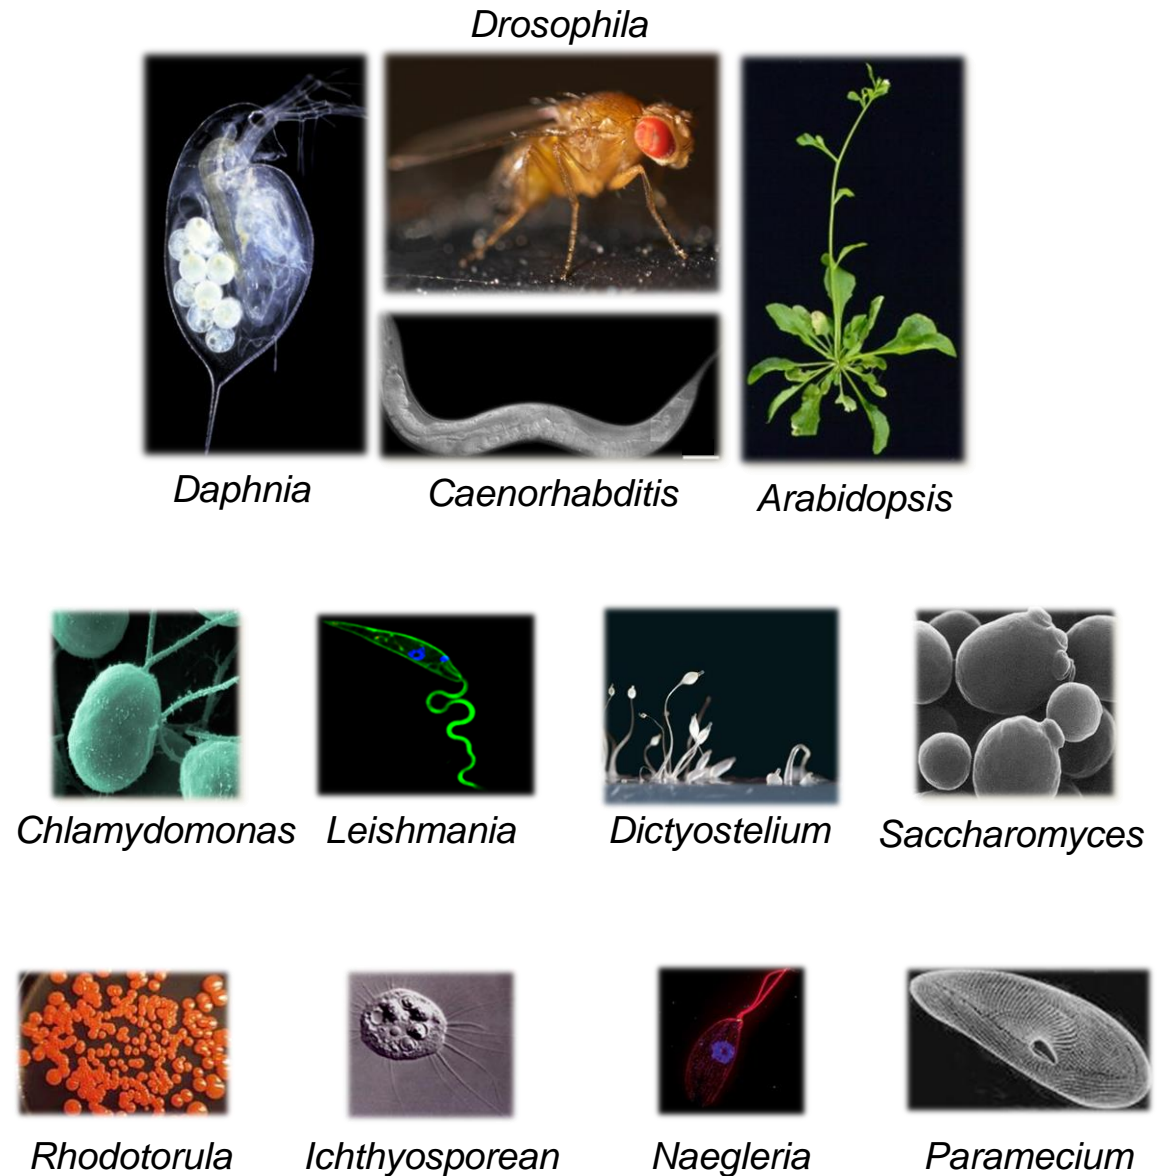 Drosophila
Daphnia
Caenorhabditis
Arabidopsis
Chlamydomonas
Leishmania
Dictyostelium
Saccharomyces
Rhodotorula
Ichthyosporean
Naegleria
Paramecium